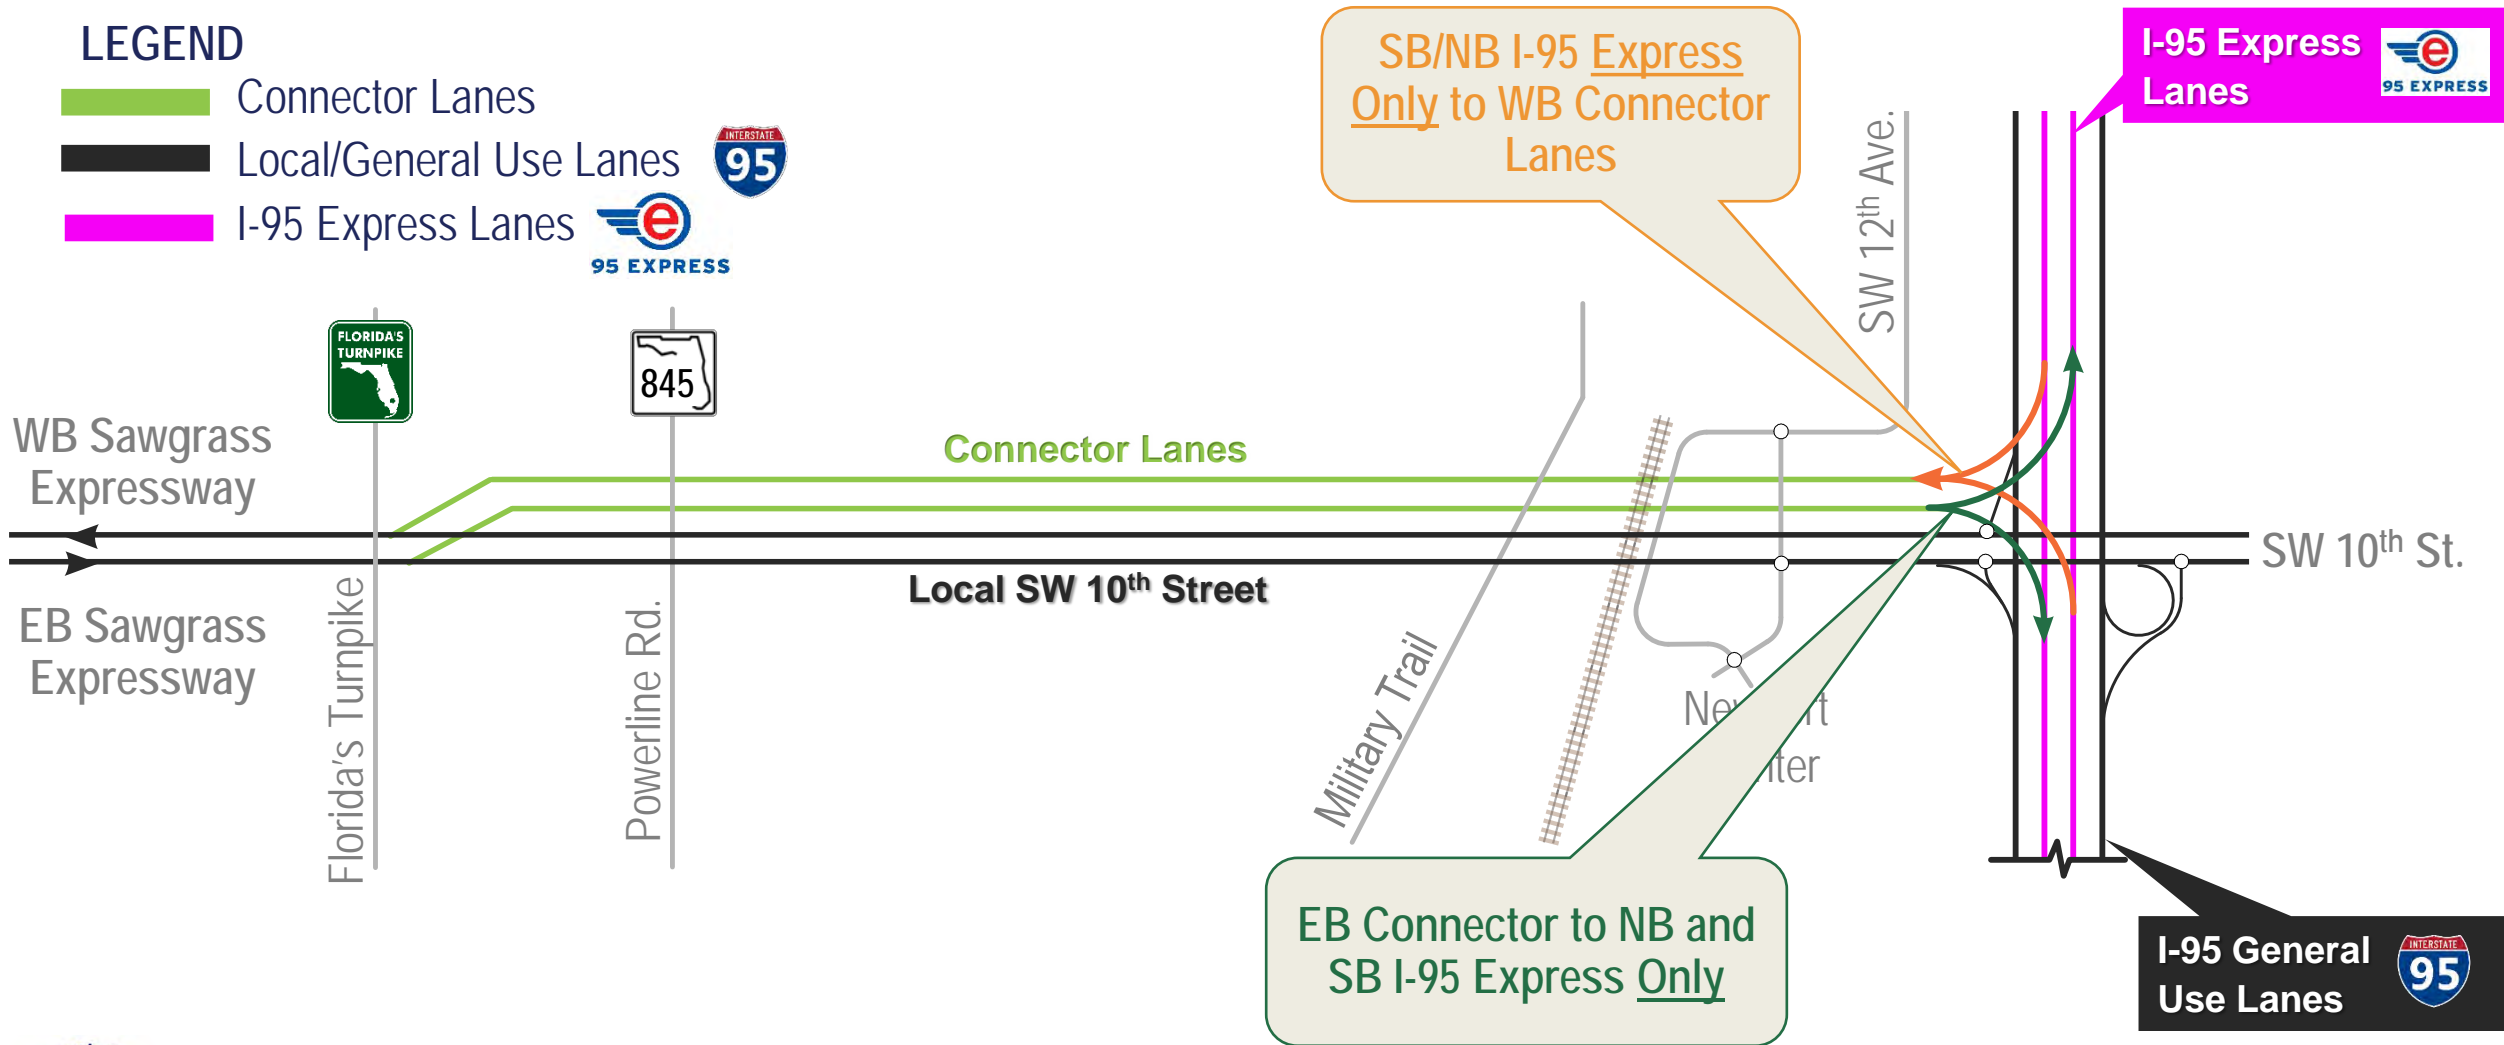 LEGEND
Connector Lanes
Local/General Use Lanes
INTERSTATE
95
I-95 Express Lanes
e
95 EXPRESS
SB/NB I-95 Express
Only to WB Connector
Lanes
I-95 Express
Lanes
e
95 EXPRESS
SW 12th Ave.
FLORIDA'S
TURNPIKE
845
WB Sawgrass
Expressway
Connector Lanes
SW 10th St.
Local SW 10th Street
EB Sawgrass
Expressway
Florida's Turnpike
Powerline Rd.
Military Trail
EB Connector to NB and
SB I-95 Express Only
I-95 General
Use Lanes
INTERSTATE
95